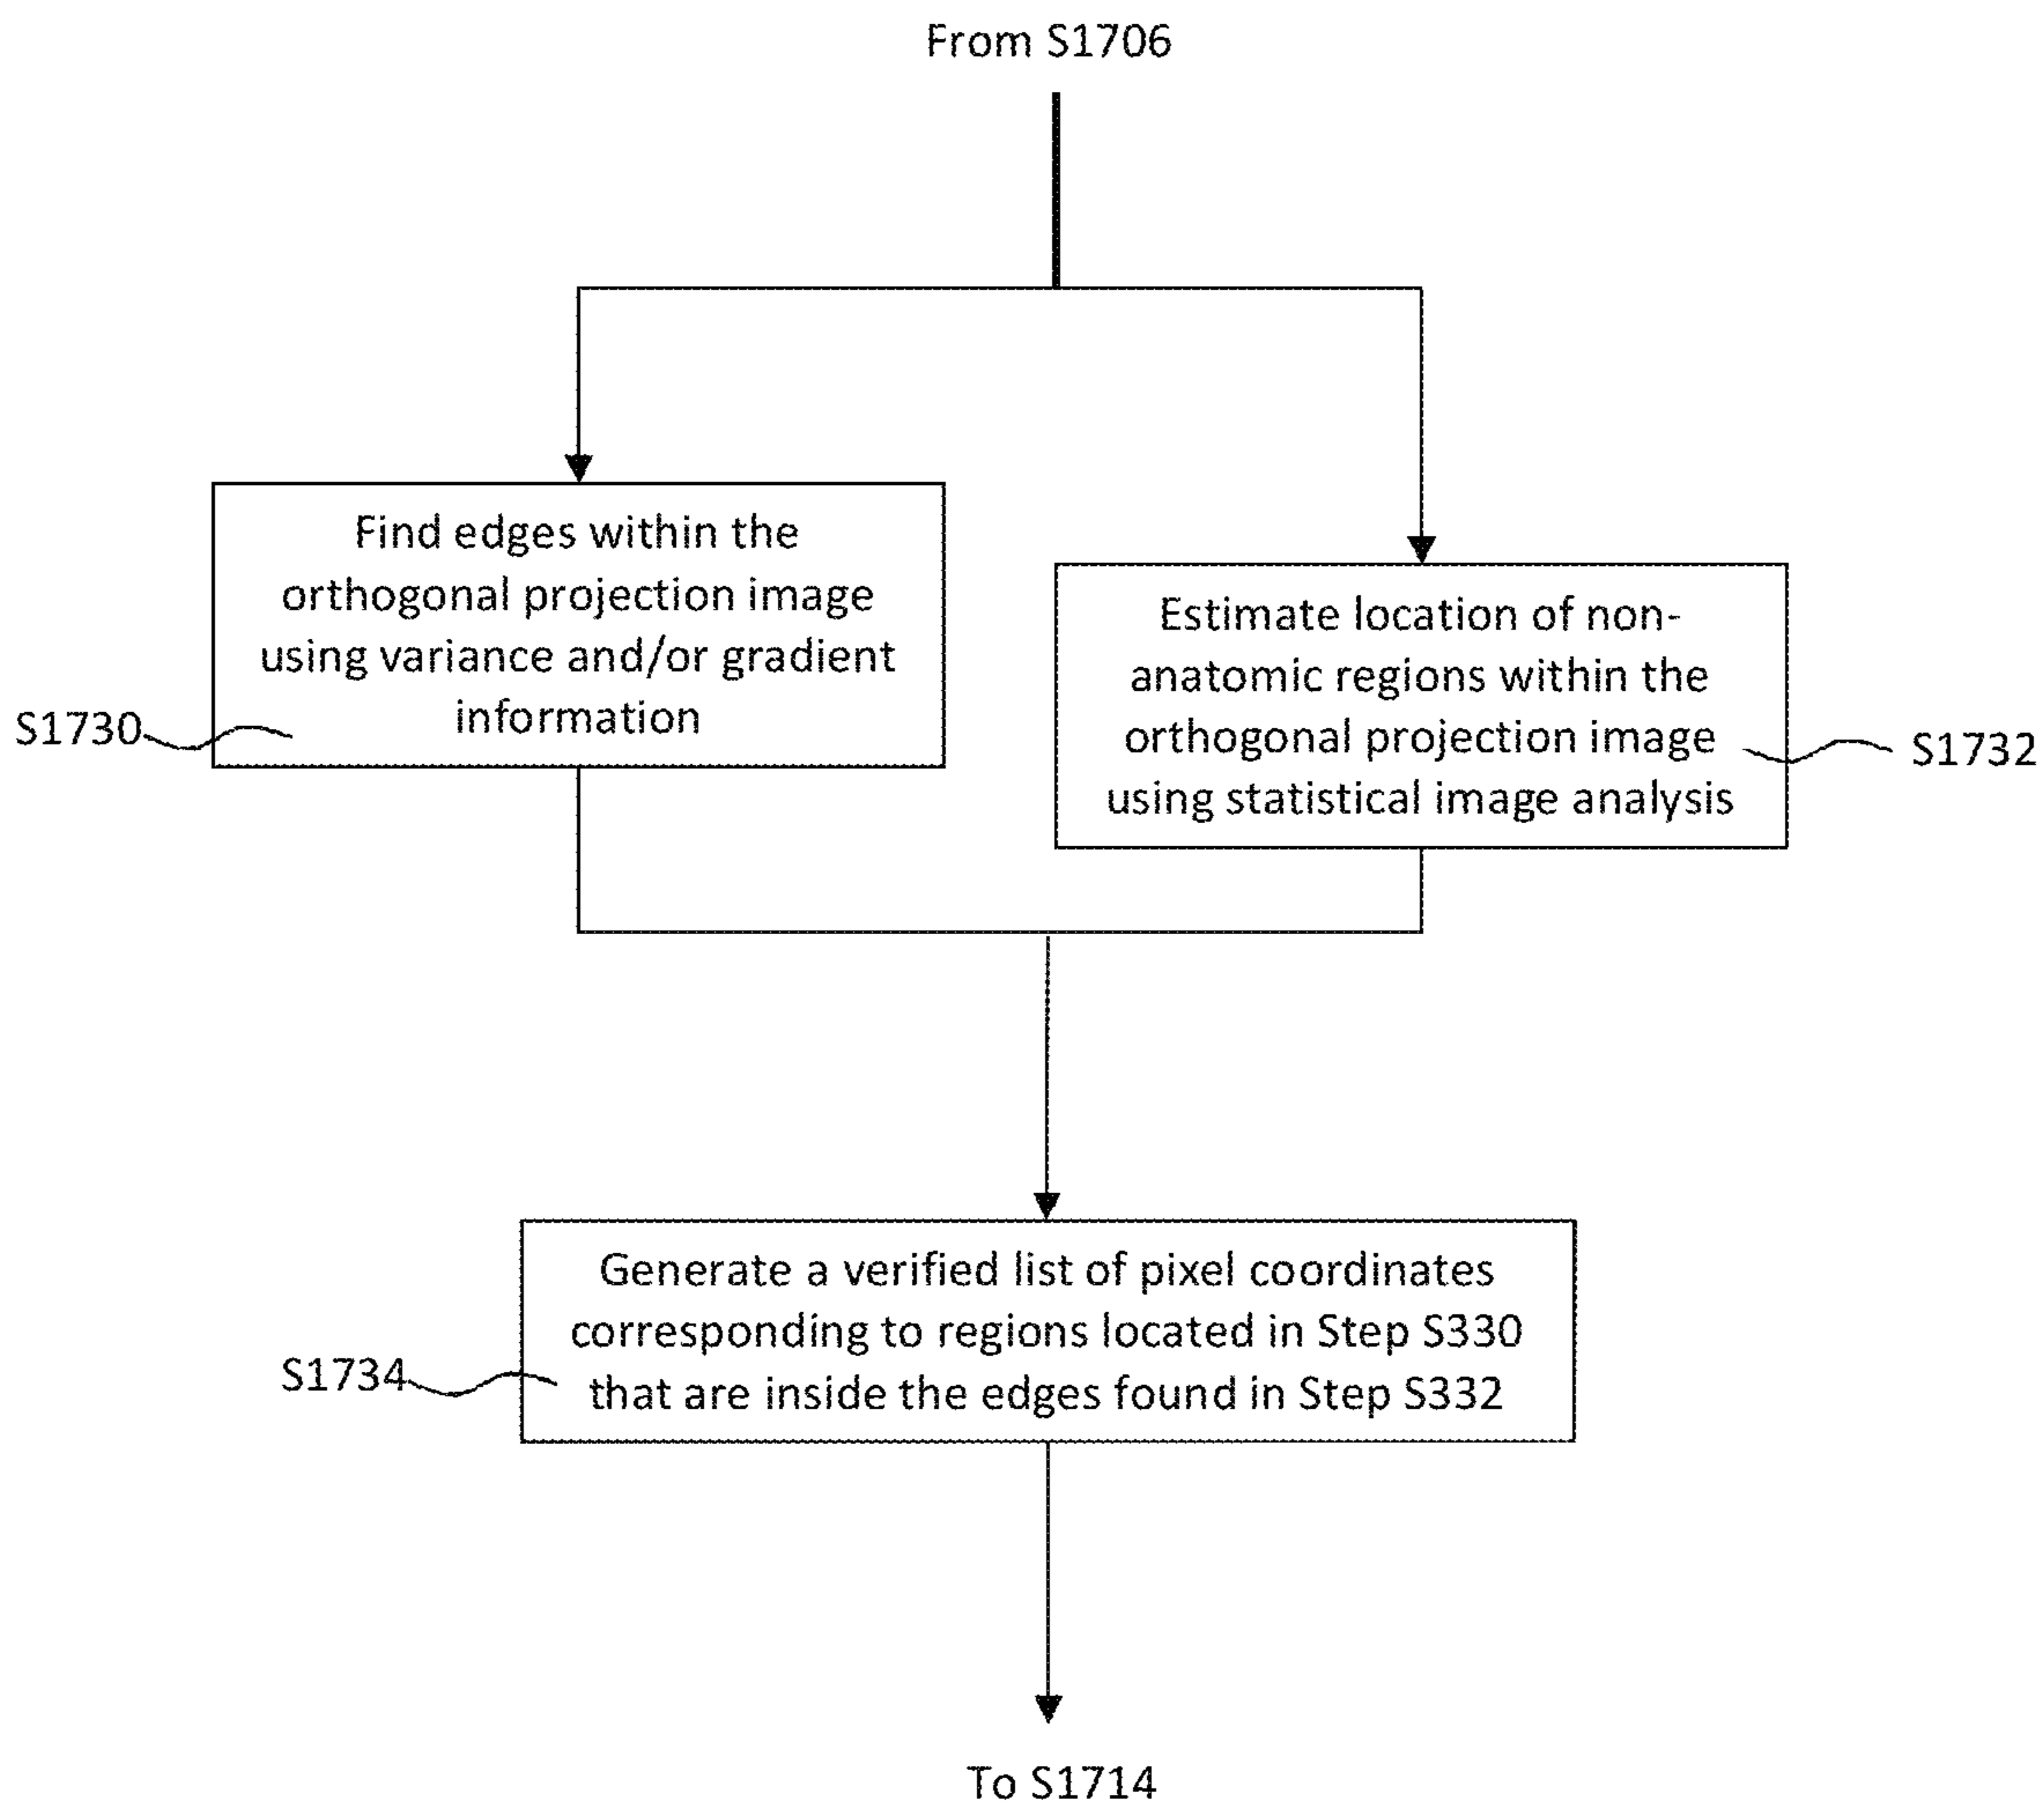 From S1706
Find edges within the
orthogonal projection image
using variance and/or gradient
information
S1730
Estimate location of non-
anatomic regions within the
orthogonal projection image
using statistical image analysis
S1732
Generate a verified list of pixel coordinates
corresponding to regions located in Step S330
that are inside the edges found in Step S332
S1734
To S1714